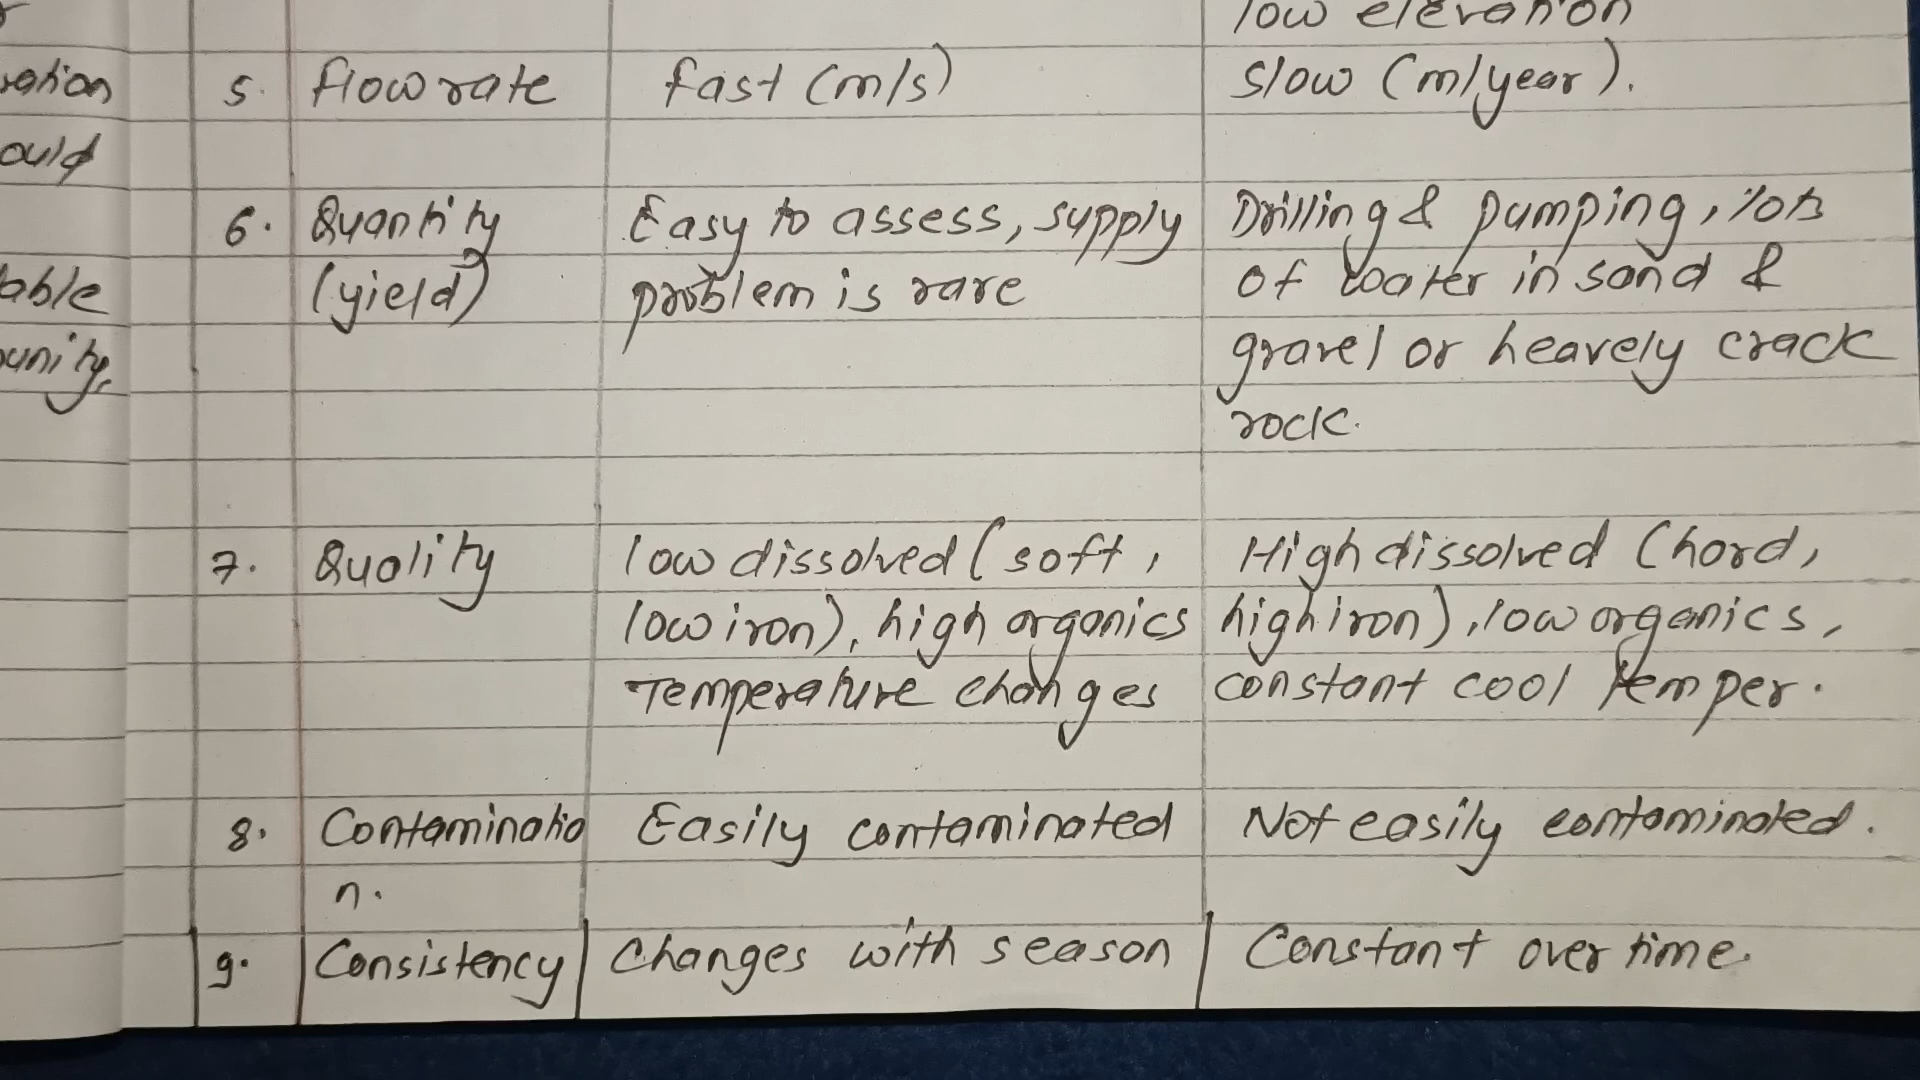 low elevation
5. flow rate fast (m/s) slow (m/year).
ould
6. Quantity Easy to assess, supply Drilling & pumping, lots
able (yield) problem is rare of water in sand &
gravel or heavely crack
rock.
7. Quality low dissolved (soft, High dissolved (hard,
low iron), high organics high iron), low organics,
Temperature changes constant cool temper.
8. Contaminatio Easily contaminated Not easily contaminated.
n.
9. Consistency Changes with season Constant over time.